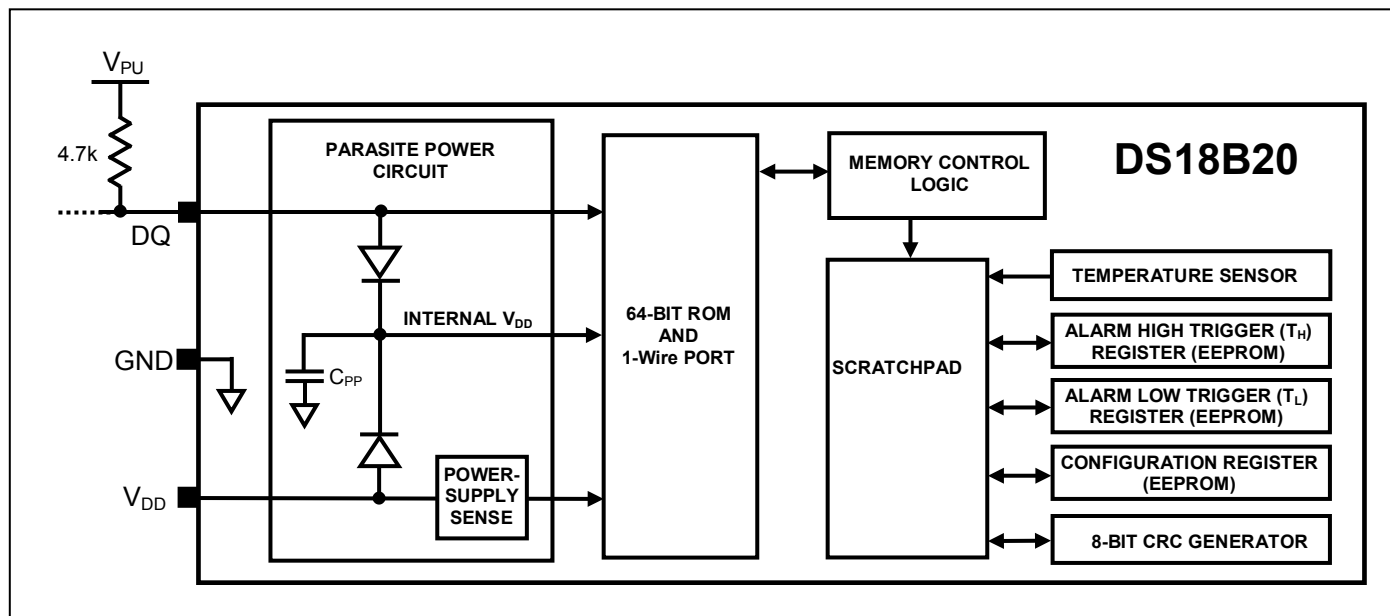 V_PU
4.7k
DQ
GND
V_DD
PARASITE POWER
CIRCUIT
INTERNAL V_DD
C_PP
POWER-
SUPPLY
SENSE
64-BIT ROM
AND
1-Wire PORT
MEMORY CONTROL
LOGIC
SCRATCHPAD
DS18B20
TEMPERATURE SENSOR
ALARM HIGH TRIGGER (T_H)
REGISTER (EEPROM)
ALARM LOW TRIGGER (T_L)
REGISTER (EEPROM)
CONFIGURATION REGISTER
(EEPROM)
8-BIT CRC GENERATOR